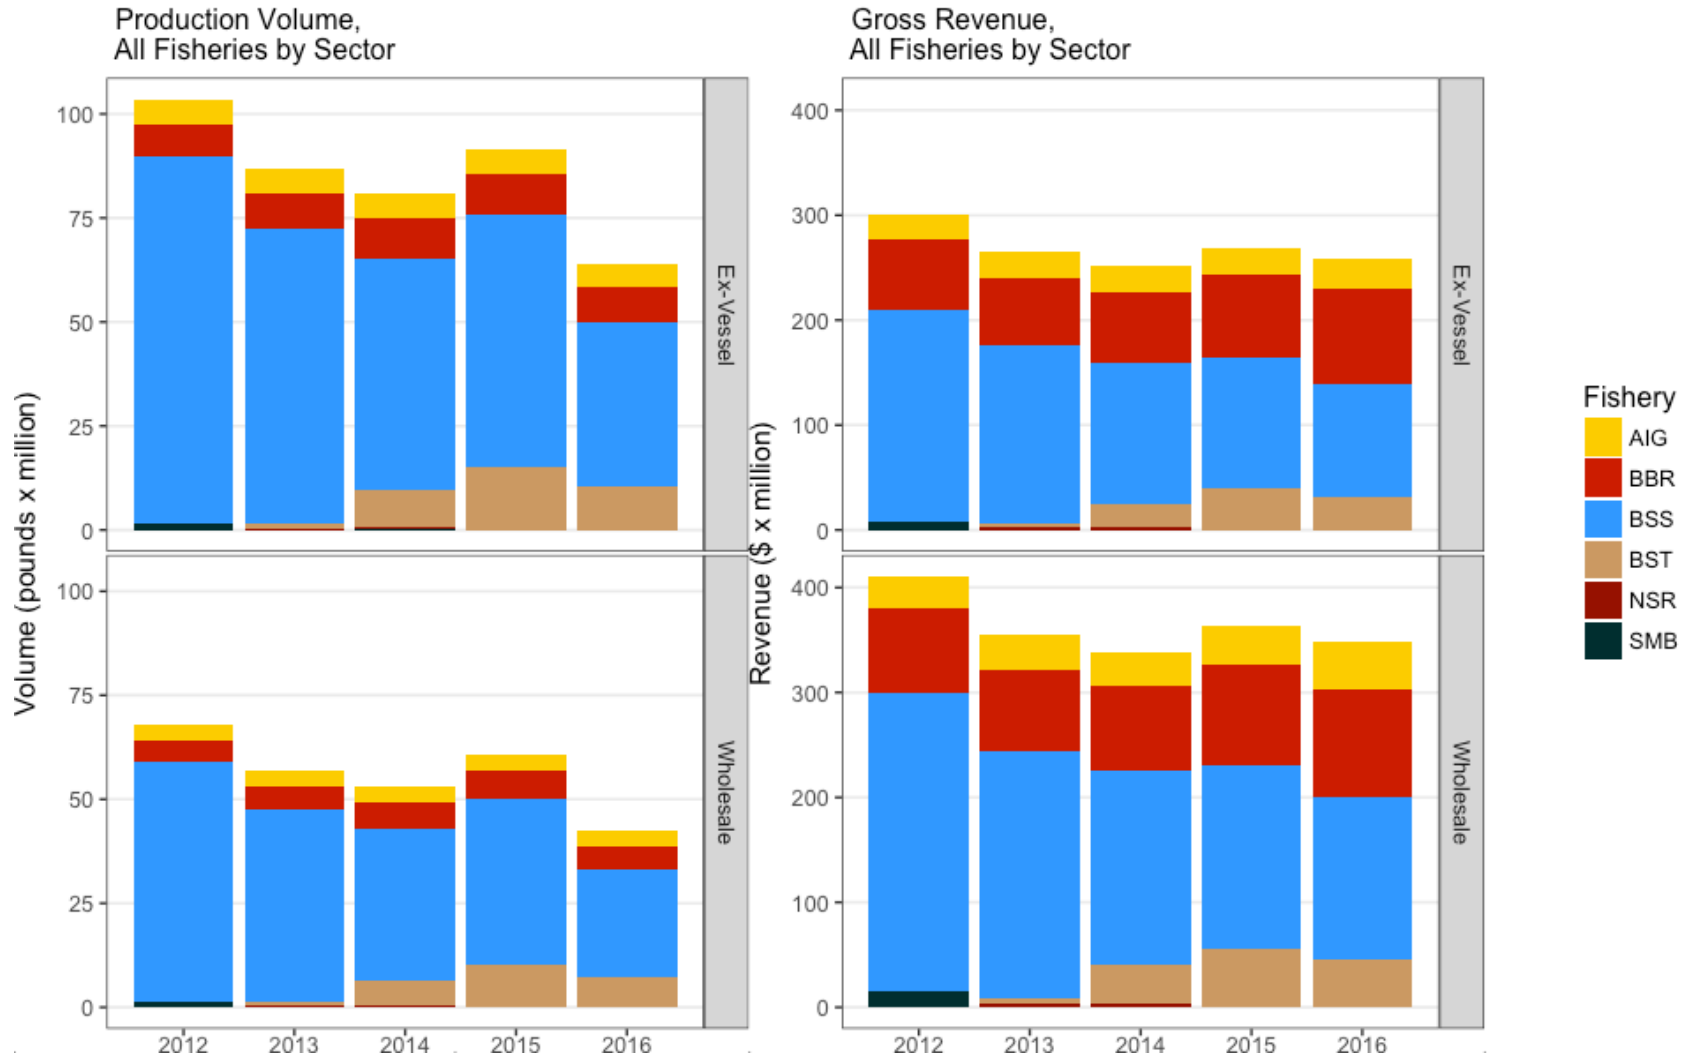 Production Volume,
All Fisheries by Sector
Gross Revenue,
All Fisheries by Sector
Volume (pounds x million)
100
75
50
25
0
Ex-Vessel
100
75
50
25
0
Wholesale
2012 2013 2014 2015 2016
Revenue ($ x million)
400
300
200
100
0
Ex-Vessel
400
300
200
100
0
Wholesale
2012 2013 2014 2015 2016
Fishery
AIG
BBR
BSS
BST
NSR
SMB